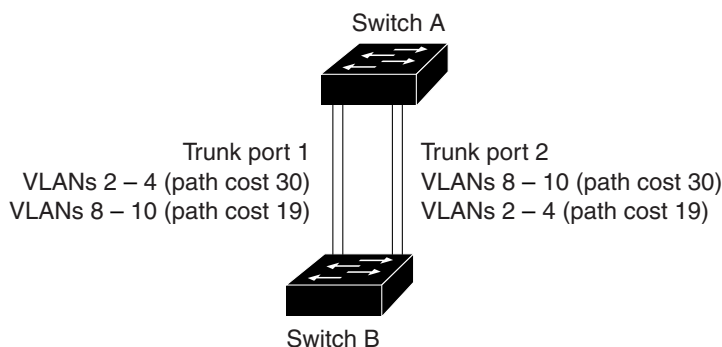 Switch A
Trunk port 1
VLANs 2 – 4 (path cost 30)
VLANs 8 – 10 (path cost 19)
Trunk port 2
VLANs 8 – 10 (path cost 30)
VLANs 2 – 4 (path cost 19)
Switch B